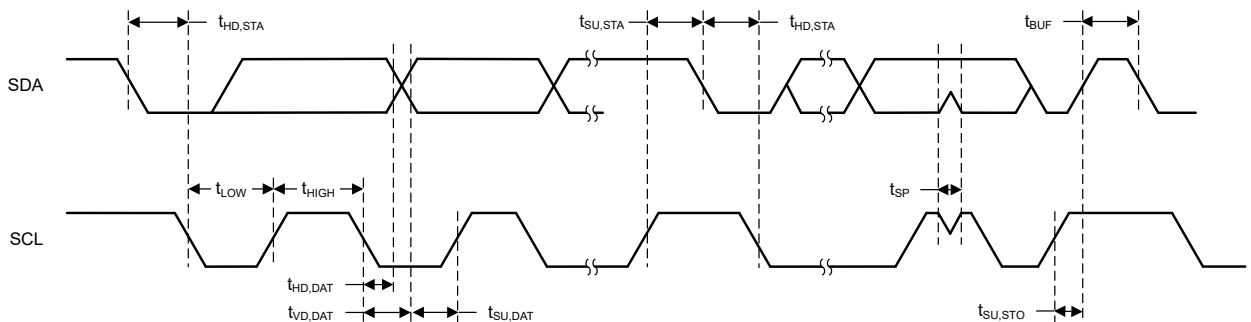 tHD,STA
tSU,STA
tHD,STA
tBUF
SDA
tLOW
tHIGH
tSP
SCL
tHD,DAT
tVD,DAT
tSU,DAT
tSU,STO